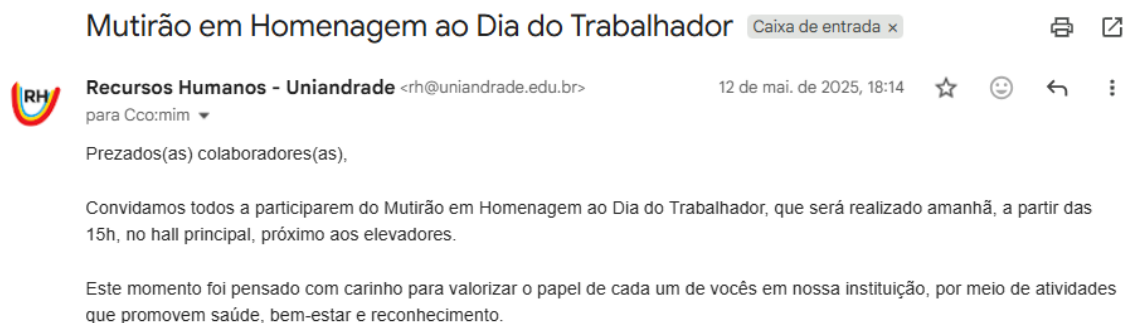 Mutirão em Homenagem ao Dia do Trabalhador Caixa de entrada ×
RH
Recursos Humanos - Uniandrade <rh@uniandrade.edu.br> 12 de mai. de 2025, 18:14
para Cco:mim
Prezados(as) colaboradores(as),
Convidamos todos a participarem do Mutirão em Homenagem ao Dia do Trabalhador, que será realizado amanhã, a partir das
15h, no hall principal, próximo aos elevadores.
Este momento foi pensado com carinho para valorizar o papel de cada um de vocês em nossa instituição, por meio de atividades
que promovem saúde, bem-estar e reconhecimento.